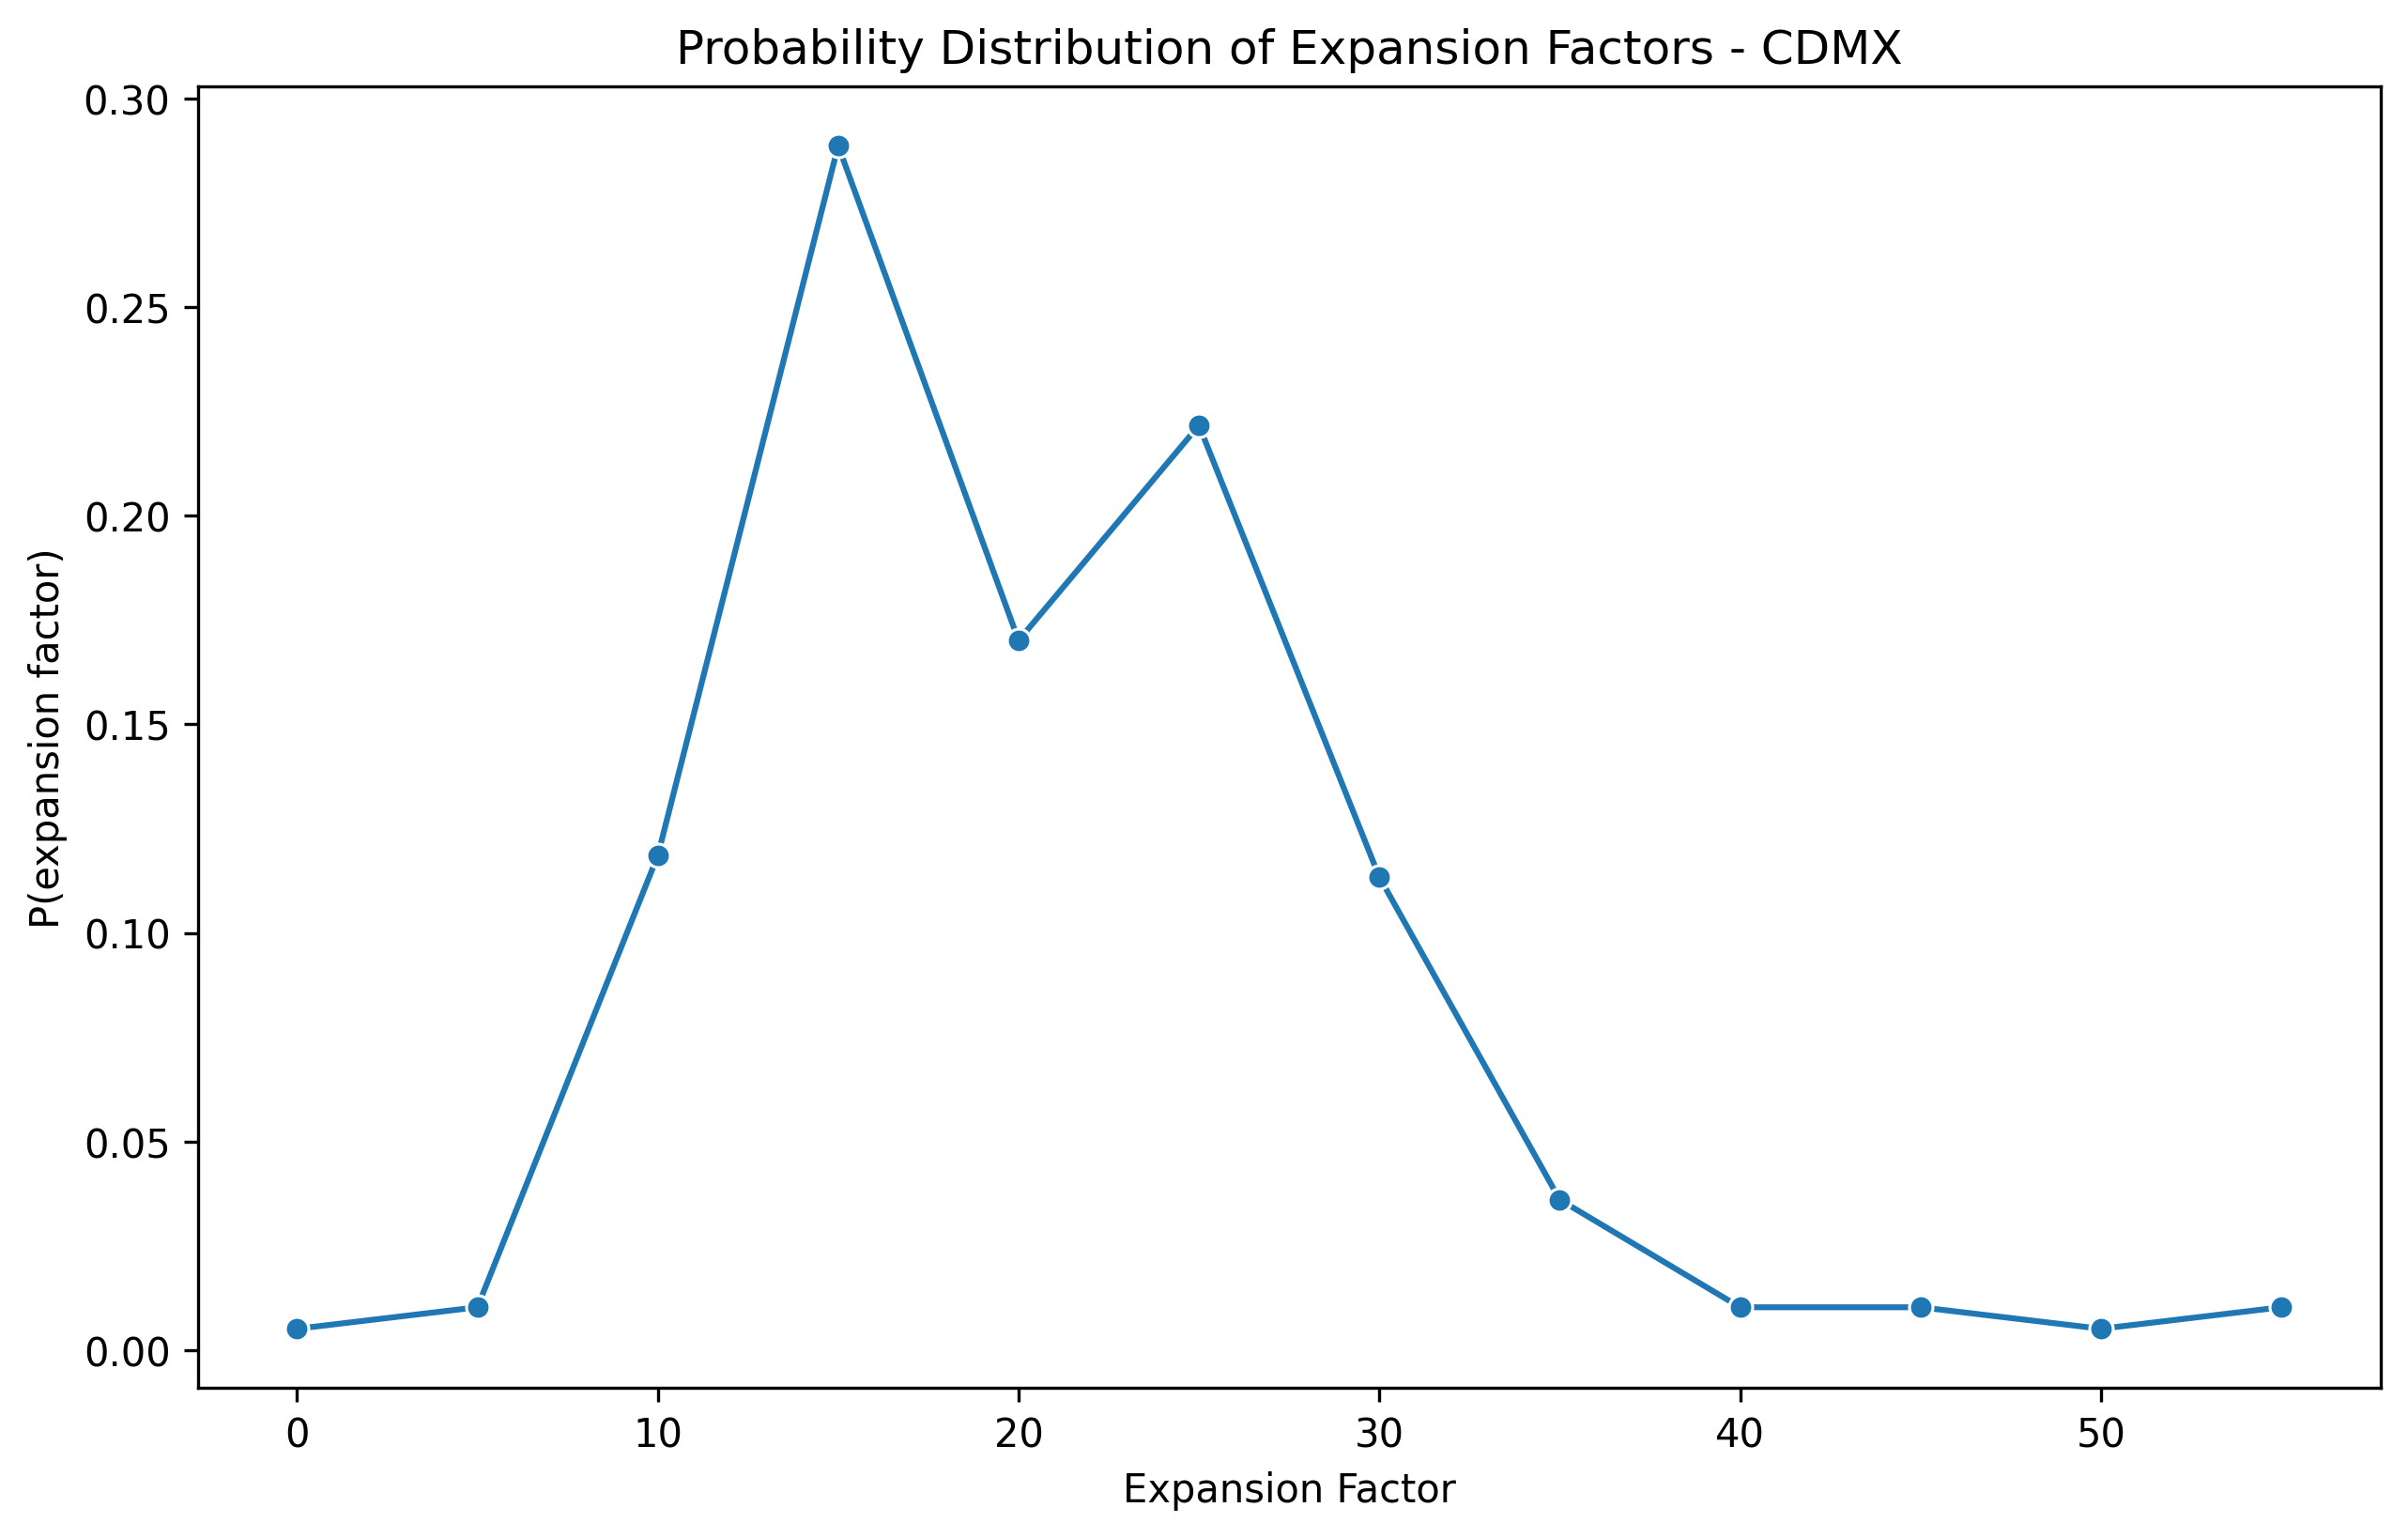 Probability Distribution of Expansion Factors - CDMX
0.30
0.25
0.20
0.15
0.10
0.05
0.00
P(expansion factor)
0 10 20 30 40 50
Expansion Factor